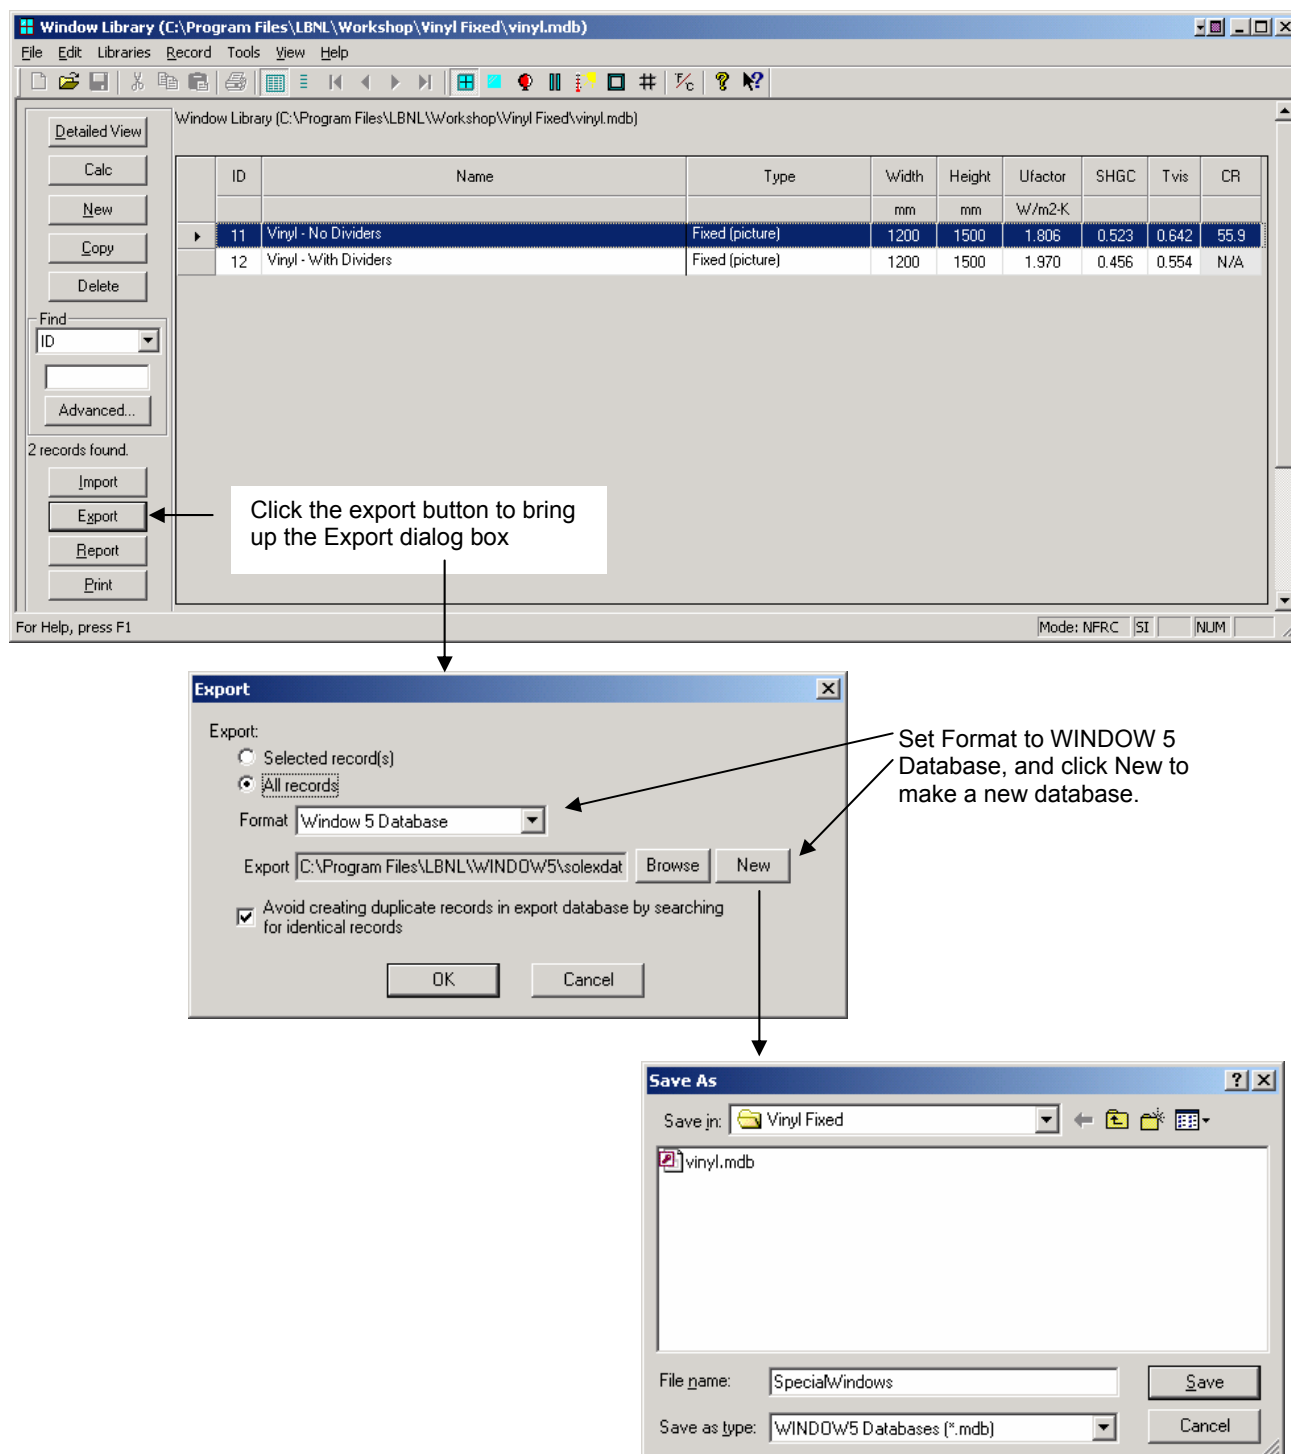 Window Library (C:\Program Files\LBNL\Workshop\Vinyl Fixed\vinyl.mdb)
File Edit Libraries Record Tools View Help
F/C
Window Library (C:\Program Files\LBNL\Workshop\Vinyl Fixed\vinyl.mdb)
Detailed View
Calc
New
Copy
Delete
Find
ID
Advanced...
2 records found.
Import
Export
Report
Print
ID Name Type Width Height Ufactor SHGC Tvis CR
mm mm W/m2-K
11 Vinyl - No Dividers Fixed (picture) 1200 1500 1.806 0.523 0.642 55.9
12 Vinyl - With Dividers Fixed (picture) 1200 1500 1.970 0.456 0.554 N/A
Click the export button to bring
up the Export dialog box
For Help, press F1 Mode: NFRC SI NUM
Export
Export:
Selected record(s)
All records
Format Window 5 Database
Export C:\Program Files\LBNL\WINDOW5\solexdat Browse New
Avoid creating duplicate records in export database by searching
for identical records
OK Cancel
Set Format to WINDOW 5
Database, and click New to
make a new database.
Save As
Save in: Vinyl Fixed
vinyl.mdb
File name: SpecialWindows Save
Save as type: WINDOW5 Databases (*.mdb) Cancel